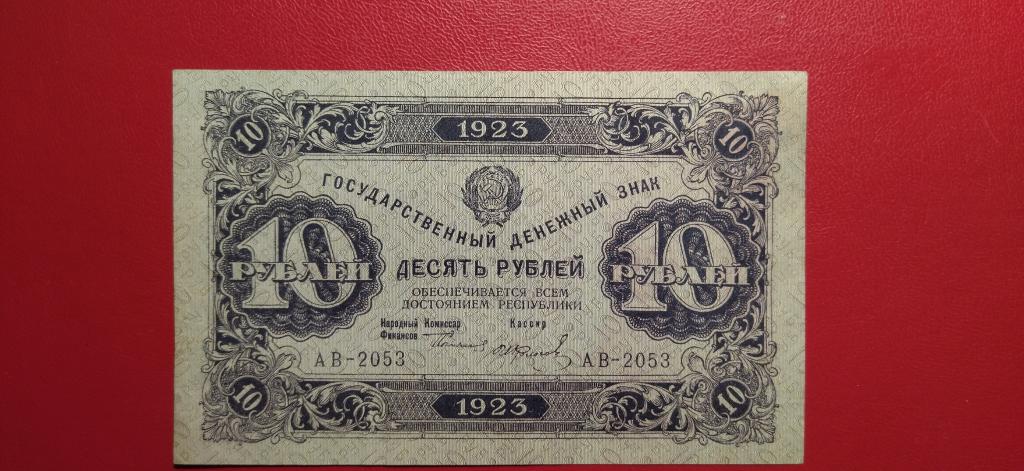 10 1923 10
ГОСУДАРСТВЕННЫЙ ДЕНЕЖНЫЙ ЗНАК
10 РУБЛЕЙ
10 РУБЛЕЙ
ДЕСЯТЬ РУБЛЕЙ
ОБЕСПЕЧИВАЕТСЯ ВСЕМ
ДОСТОЯНИЕМ РЕСПУБЛИКИ
Народный Комиссар
Финансов
Кассир
АВ-2053 АВ-2053
10 1923 10